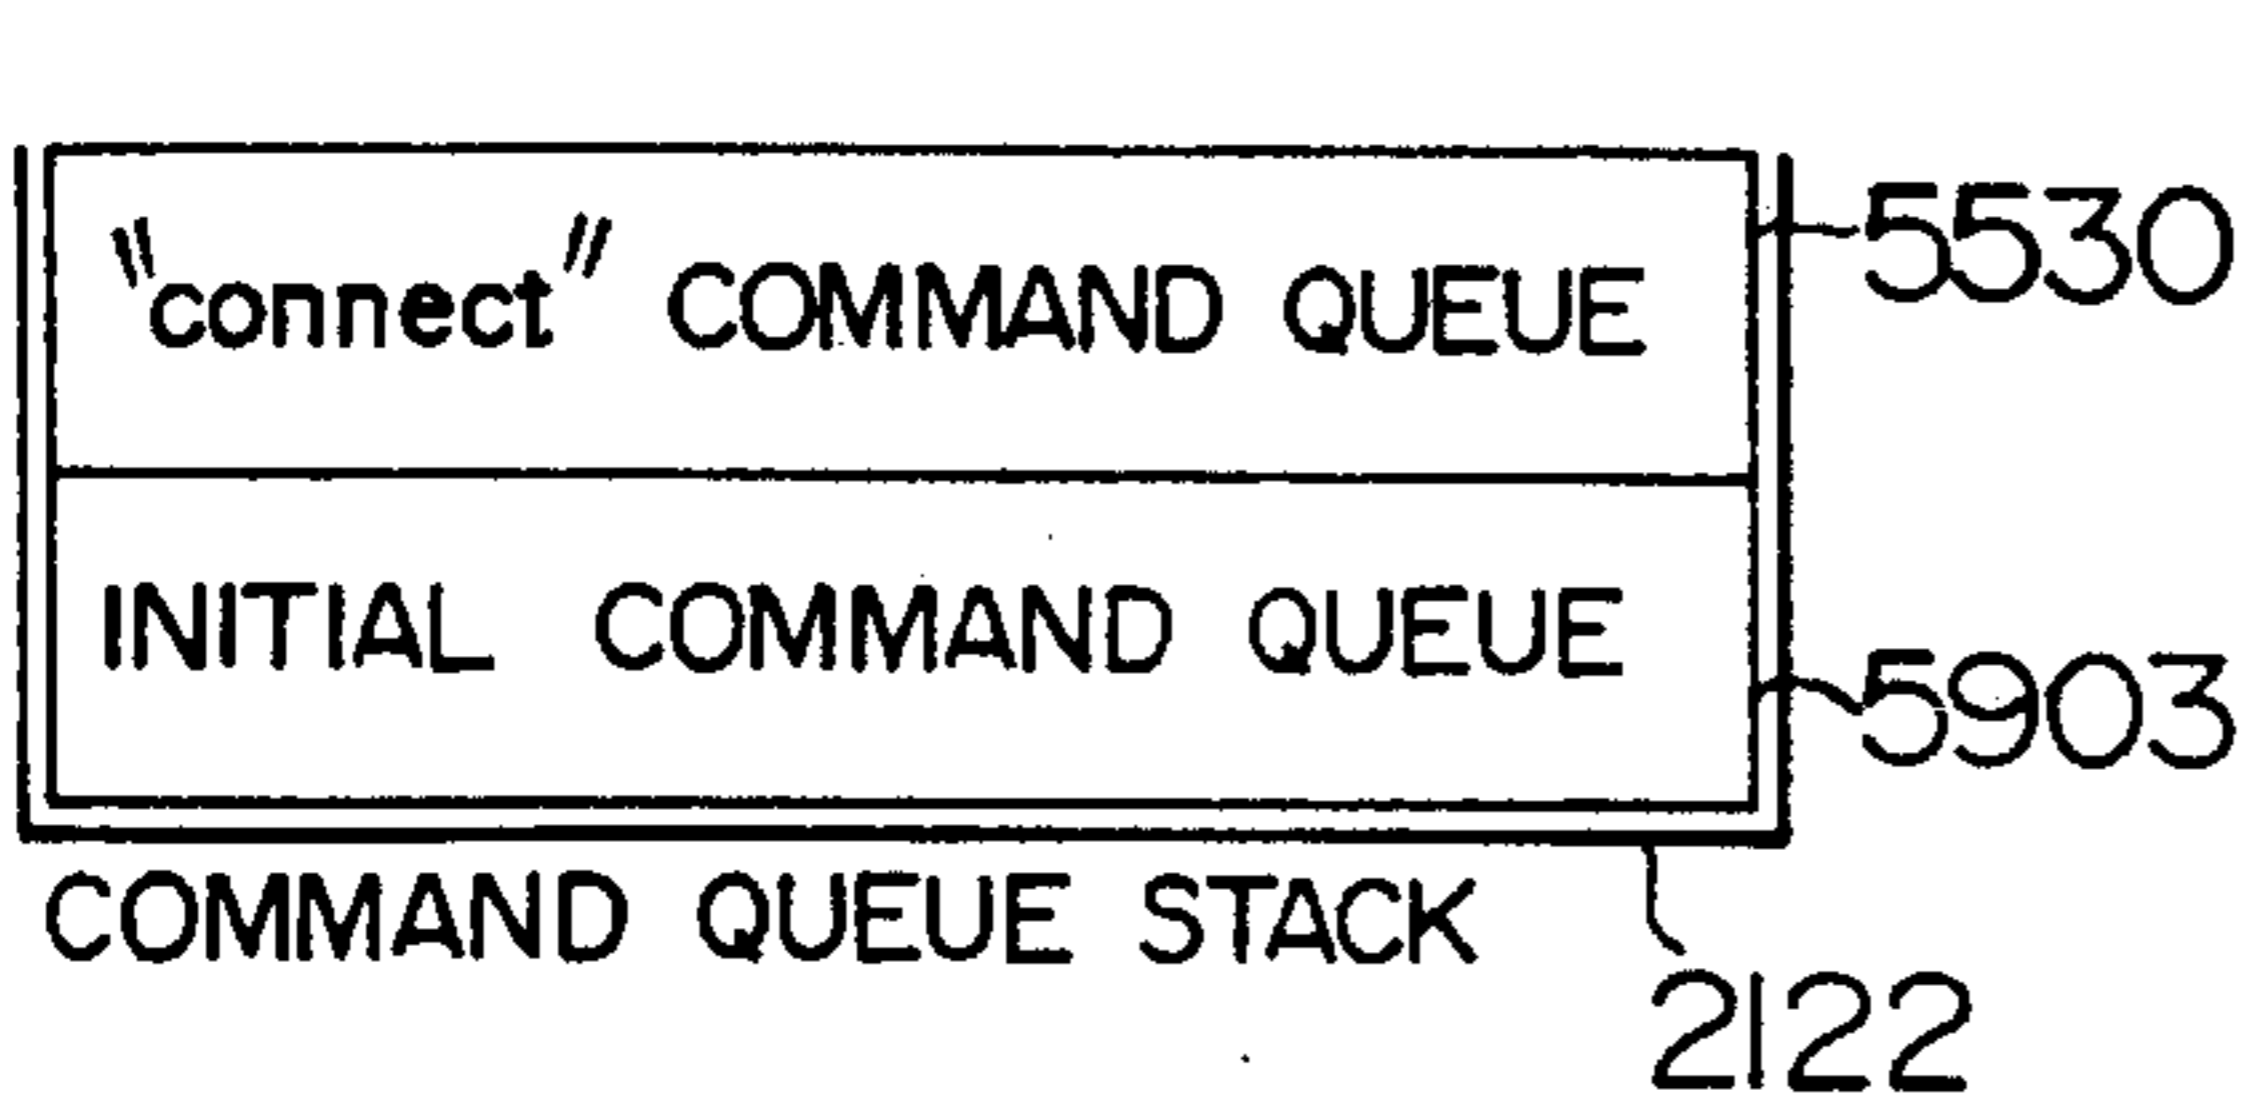 "connect" COMMAND QUEUE
5530
INITIAL COMMAND QUEUE
5903
COMMAND QUEUE STACK
2122